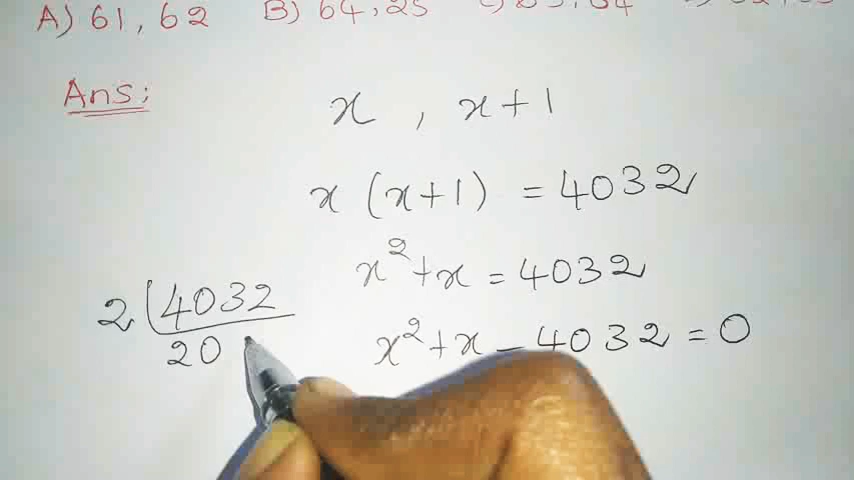 A) 61, 62 B) 64, 25
Ans:
x , x+1
x (x+1) = 4032
x²+x = 4032
2 4032
20
x²+x - 4032 = 0